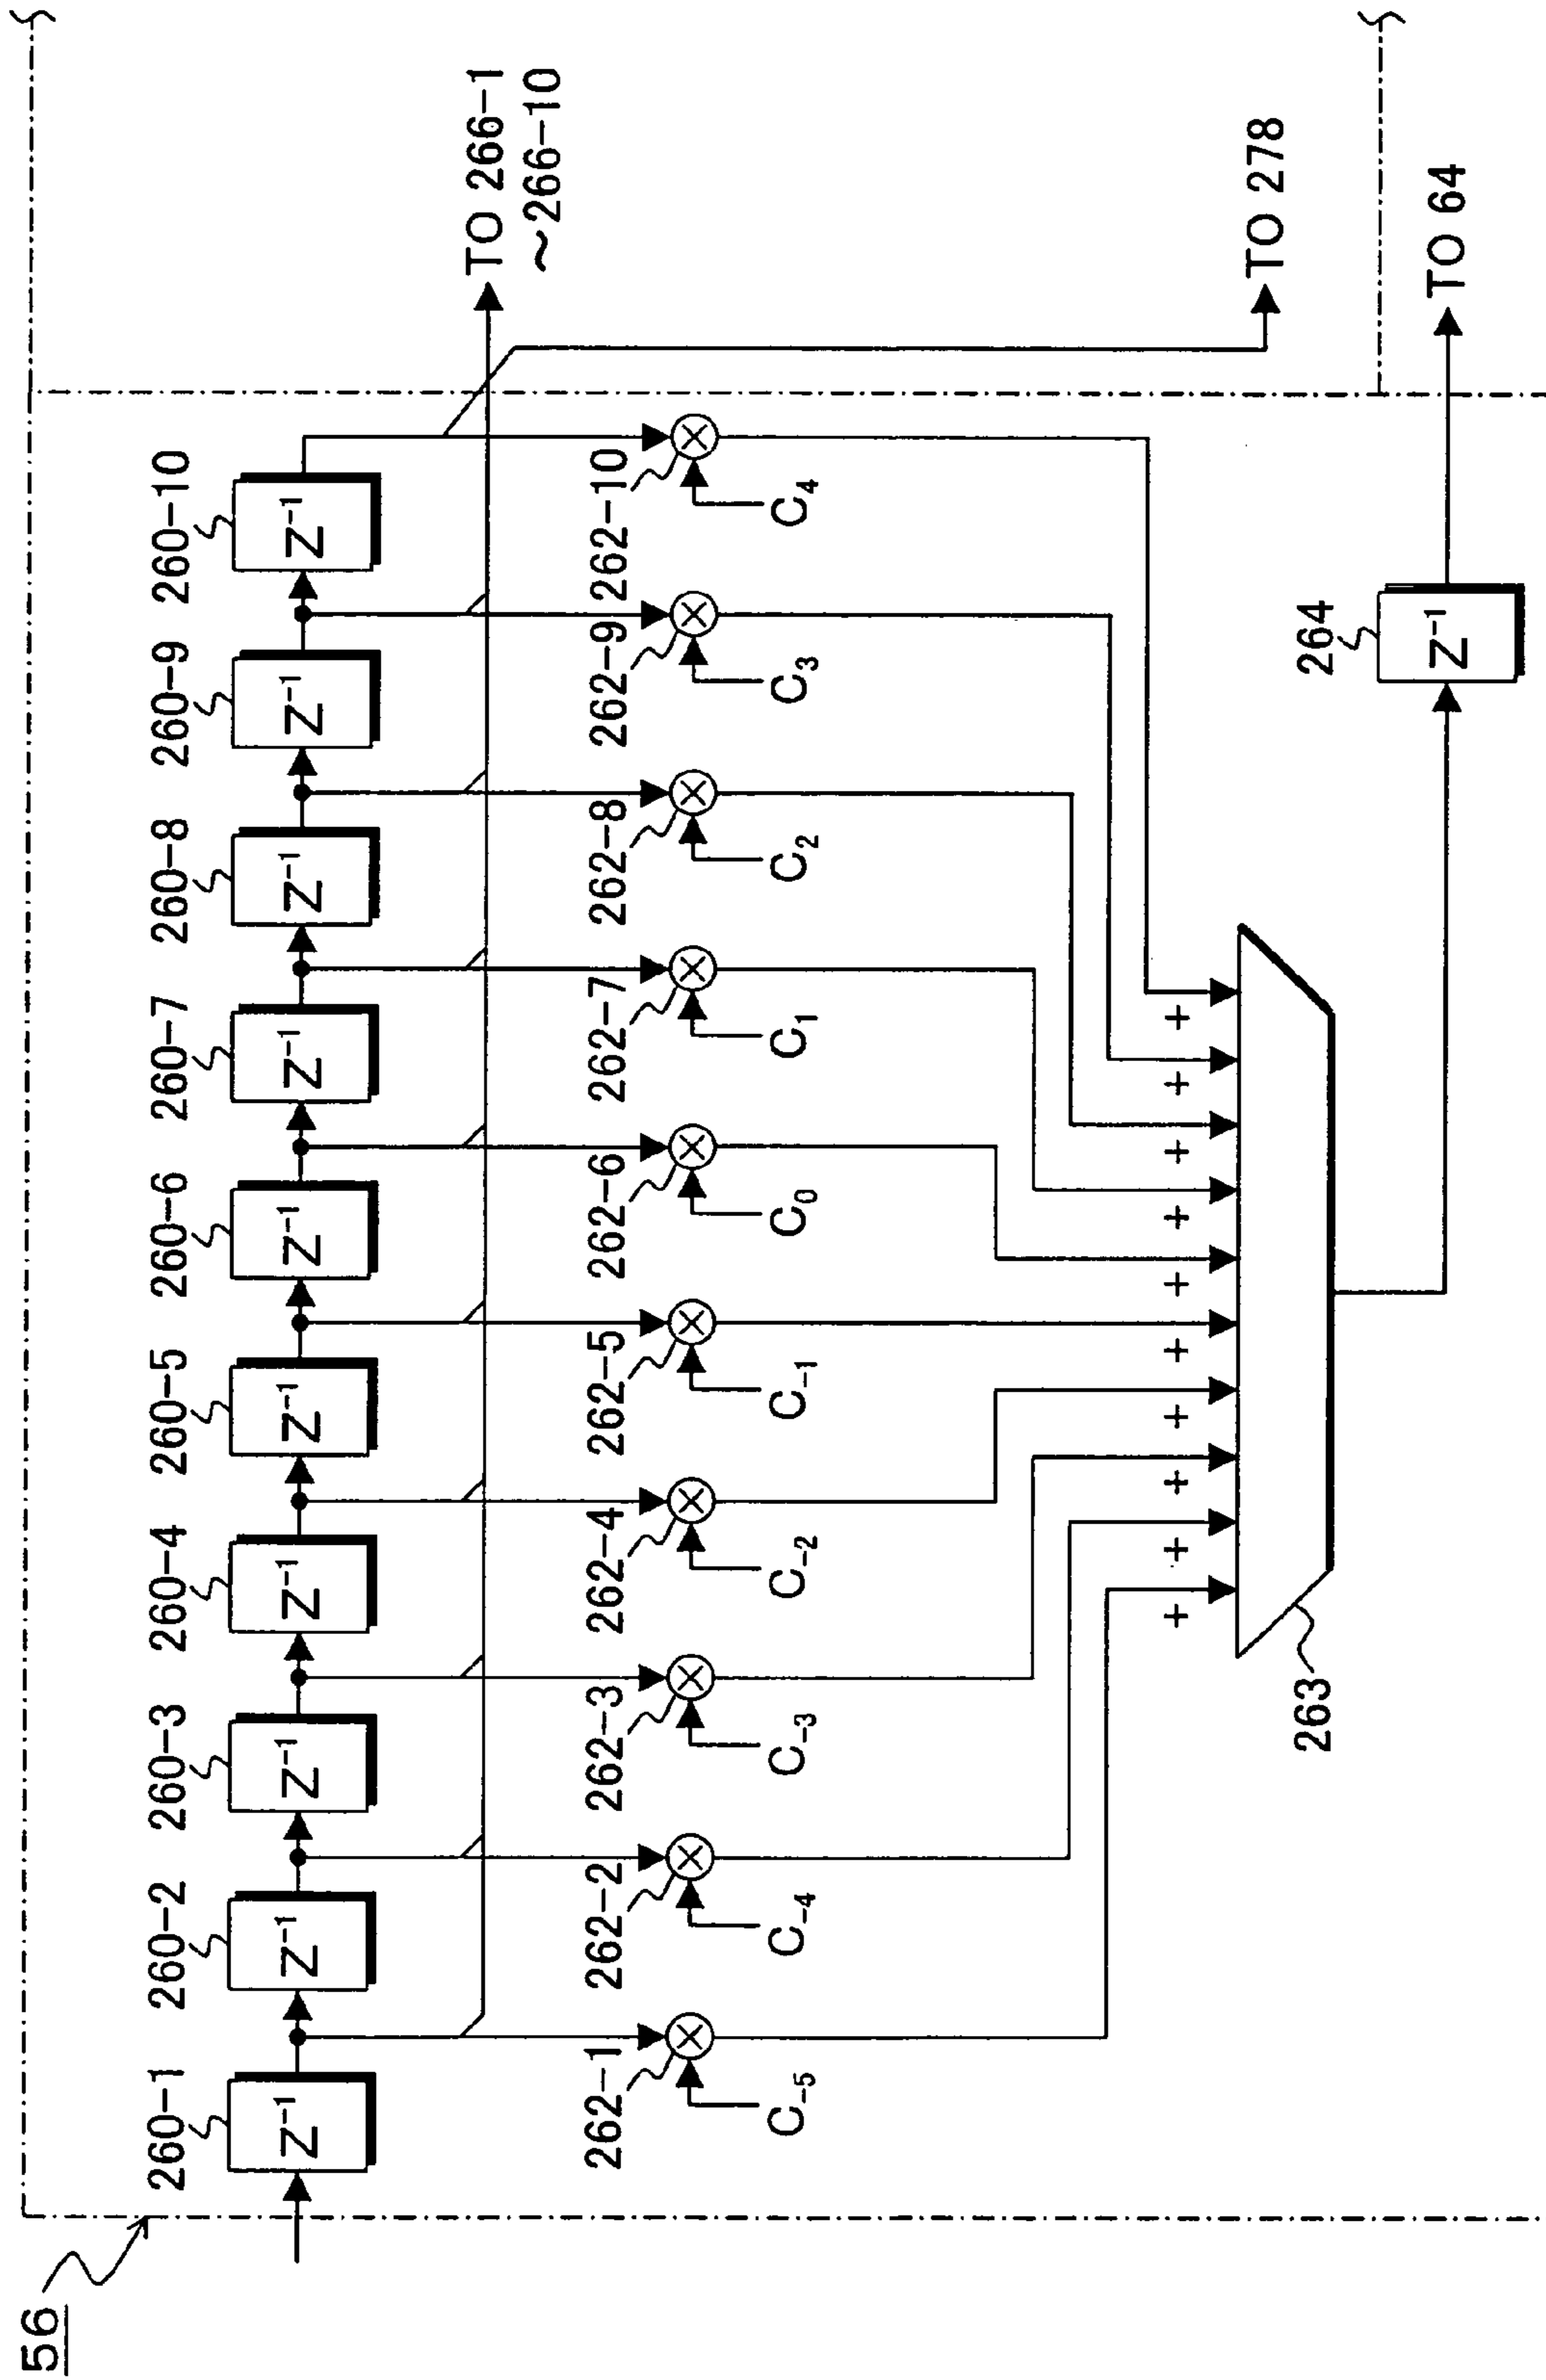 56
260-1 260-2 260-3 260-4 260-5 260-6 260-7 260-8 260-9 260-10
Z⁻¹ Z⁻¹ Z⁻¹ Z⁻¹ Z⁻¹ Z⁻¹ Z⁻¹ Z⁻¹ Z⁻¹ Z⁻¹
TO 266-1
~266-10
262-1 262-2 262-3 262-4 262-5 262-6 262-7 262-8 262-9 262-10
C₋₅ C₋₄ C₋₃ C₋₂ C₋₁ C₀ C₁ C₂ C₃ C₄
+ + + + + + + + + +
TO 278
263
264
Z⁻¹
TO 64